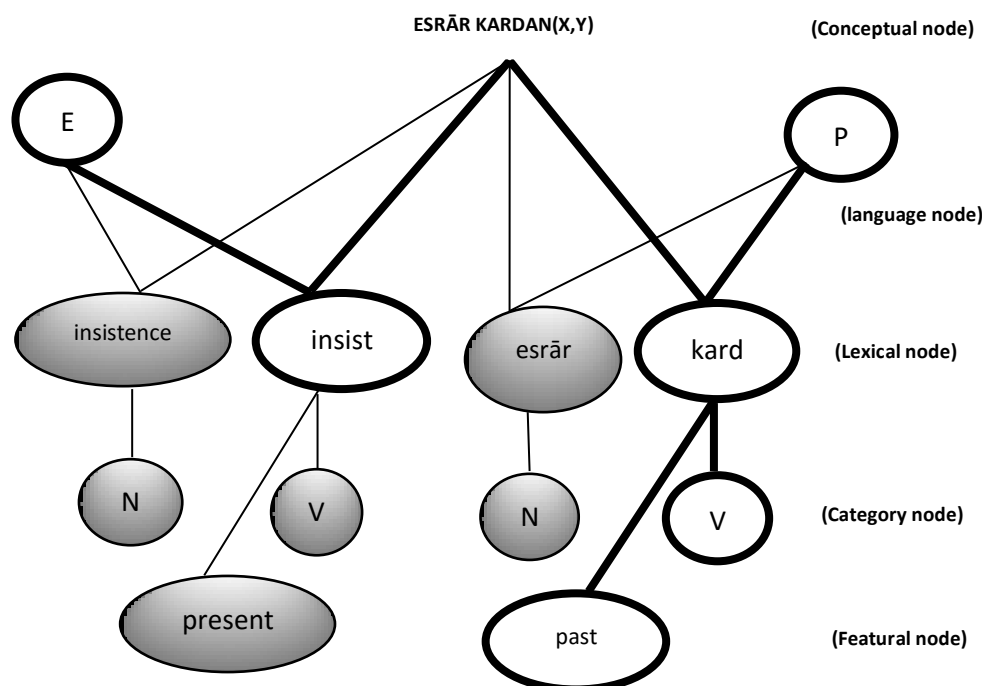 ESRĀR KARDAN(X,Y)
(Conceptual node)
E
P
(language node)
insistence
insist
esrār
kard
(Lexical node)
N
V
N
V
(Category node)
present
past
(Featural node)